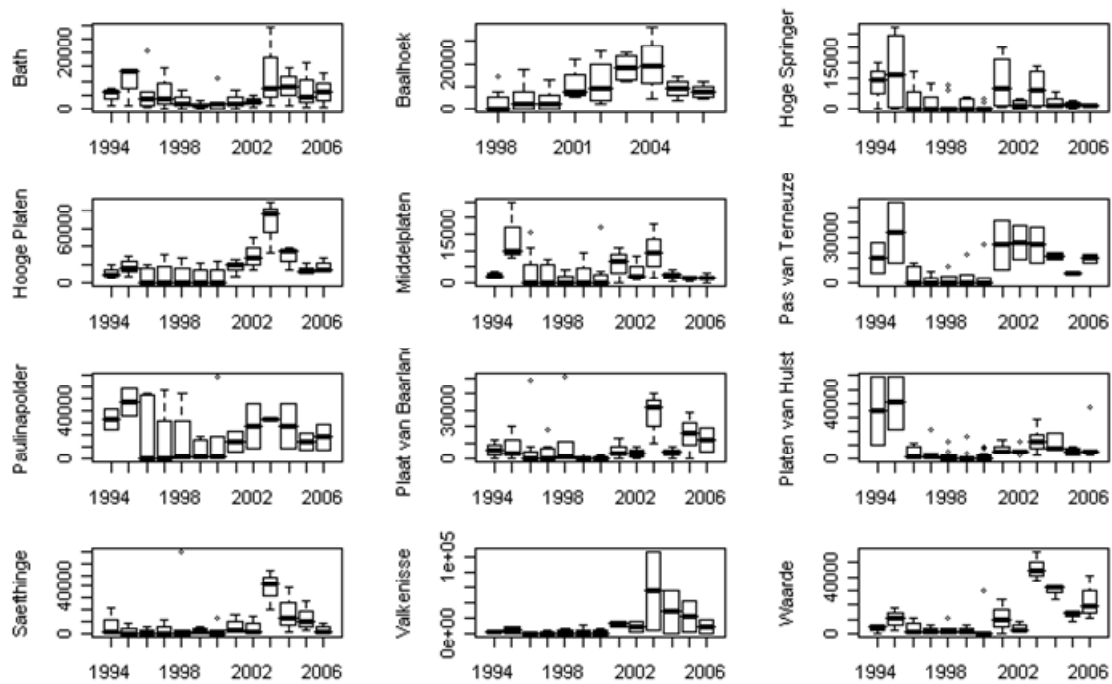 Bath
0 20000
1994 1998 2002 2006
Baalhoek
0 20000
1998 2001 2004
Hoge Springer
0 15000
1994 1998 2002 2006
Hooge Platen
0 60000
1994 1998 2002 2006
Middelplaten
0 15000
1994 1998 2002 2006
Pas van Terneuze
0 30000
1994 1998 2002 2006
Paulinapolder
0 40000
1994 1998 2002 2006
Plaat van Baarland
0 30000
1994 1998 2002 2006
Platen van Hulst
0 40000
1994 1998 2002 2006
Saefthinge
0 40000
1994 1998 2002 2006
Valkenisse
0e+00 1e+05
1994 1998 2002 2006
Waarde
0 40000
1994 1998 2002 2006